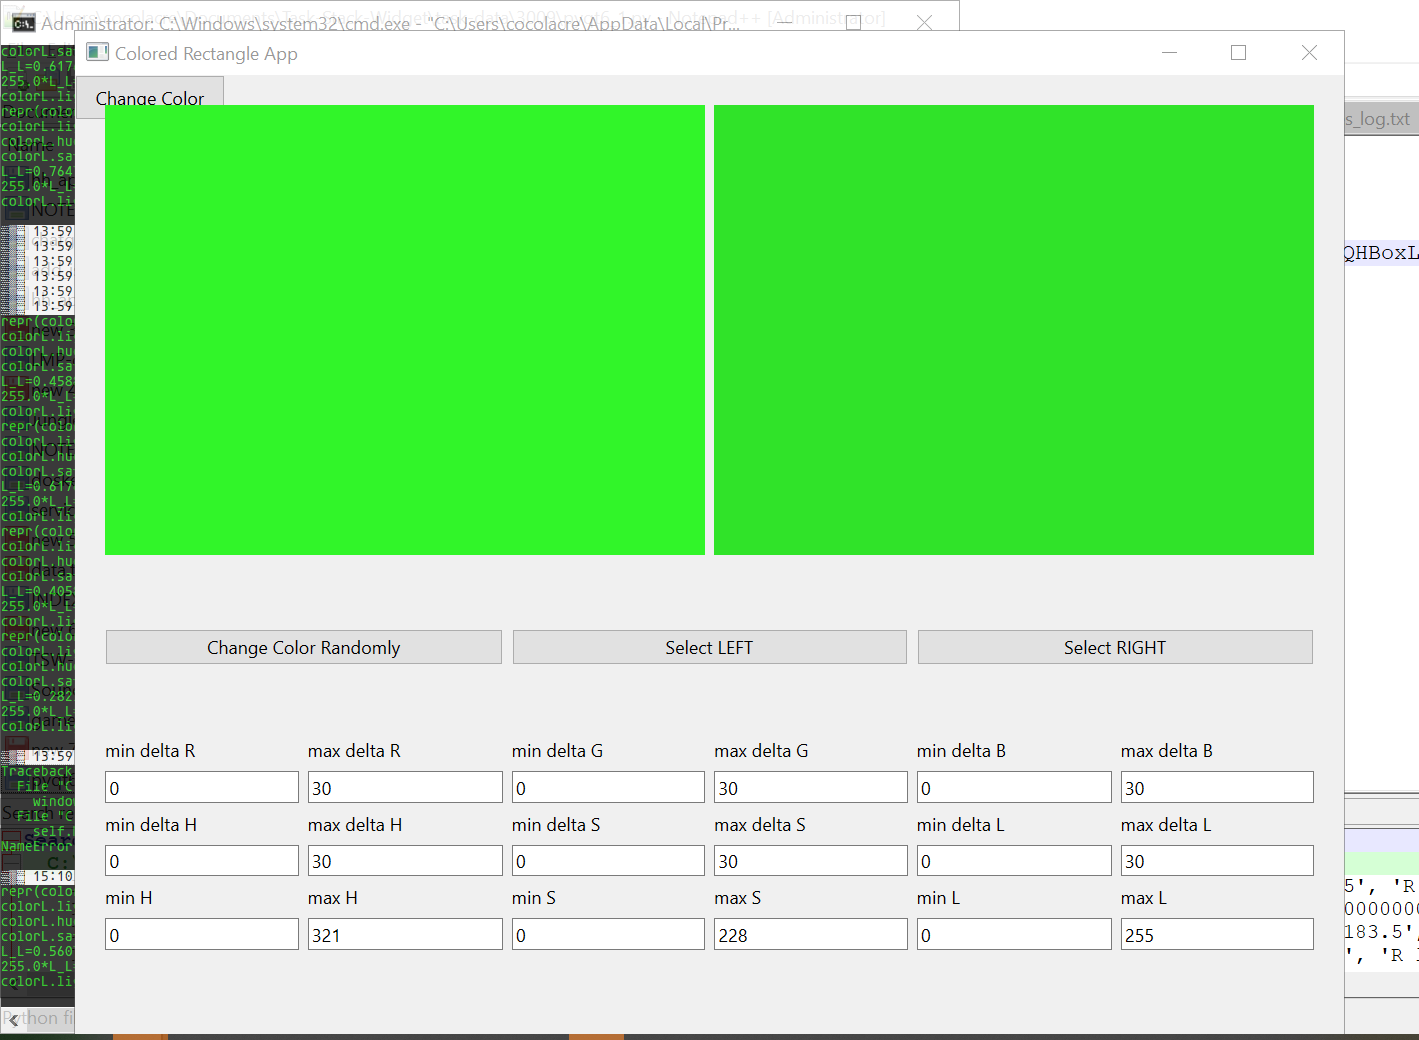 Administrator: C:\Windows\system32\cmd.exe - "C:\Users\cocolacre\AppData\Local\Pr...
Colored Rectangle App
Change Color
s_log.txt
QHBoxL
Change Color Randomly
Select LEFT
Select RIGHT
min delta R
max delta R
min delta G
max delta G
min delta B
max delta B
0
30
0
30
0
30
min delta H
max delta H
min delta S
max delta S
min delta L
max delta L
0
30
0
30
0
30
min H
max H
min S
max S
min L
max L
0
321
0
228
0
255
colorL.sa
L_L=0.617
255.0*L_L
colorL.li
repr(colo
colorL.li
colorL.hu
colorL.sa
L_L=0.764
255.0*L_L
colorL.li
13:59
13:59
13:59
13:59
13:59
13:59
repr(colo
colorL.li
colorL.hu
colorL.sa
L_L=0.458
255.0*L_L
colorL.li
repr(colo
colorL.li
colorL.hu
colorL.sa
L_L=0.617
255.0*L_L
colorL.li
repr(colo
colorL.li
colorL.hu
colorL.sa
L_L=0.405
255.0*L_L
colorL.li
repr(colo
colorL.li
colorL.hu
colorL.sa
L_L=0.282
255.0*L_L
colorL.li
13:59
Traceback
File "C
window
File "C
self.
NameError
15:10
repr(colo
colorL.li
colorL.hu
colorL.sa
L_L=0.560
255.0*L_L
colorL.li
Python fi
5', 'R
00000000
183.5',
', 'R